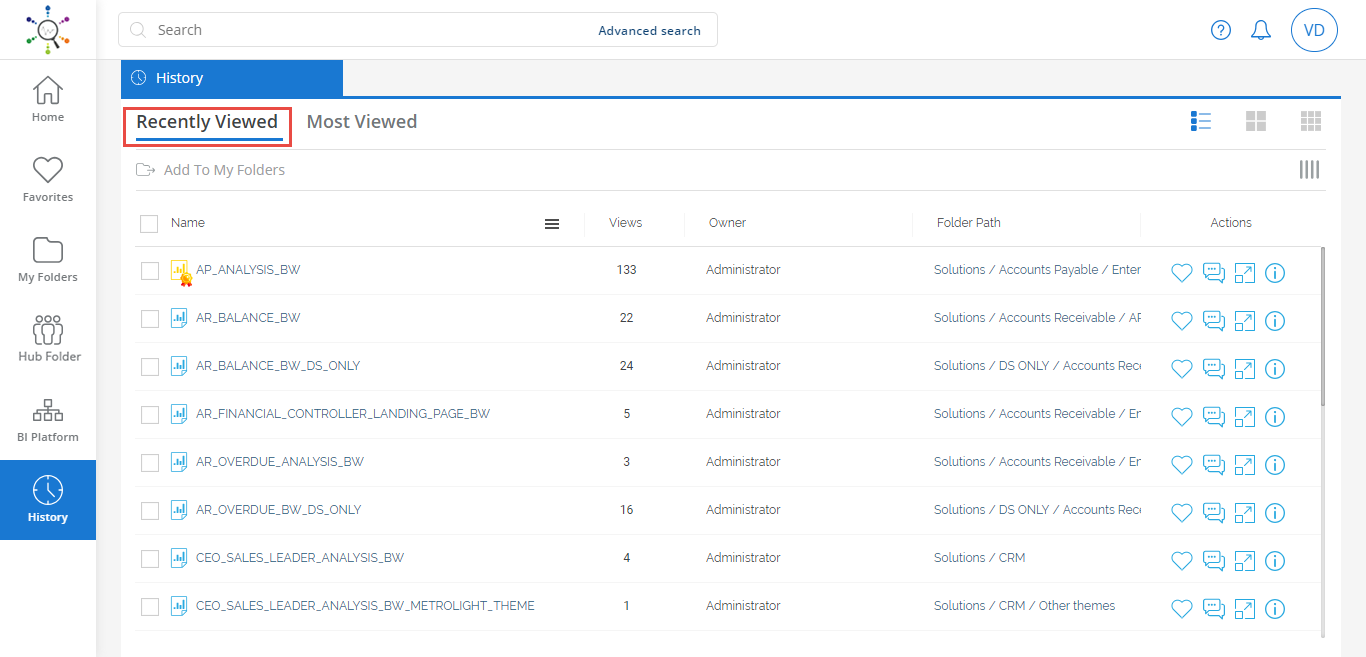 Search Advanced search VD
History
Recently Viewed Most Viewed
Add To My Folders
Name Views Owner Folder Path Actions
AP_ANALYSIS_BW 133 Administrator Solutions / Accounts Payable / Enter
AR_BALANCE_BW 22 Administrator Solutions / Accounts Receivable / AF
AR_BALANCE_BW_DS_ONLY 24 Administrator Solutions / DS ONLY / Accounts Rece
AR_FINANCIAL_CONTROLLER_LANDING_PAGE_BW 5 Administrator Solutions / Accounts Receivable / En
AR_OVERDUE_ANALYSIS_BW 3 Administrator Solutions / Accounts Receivable / En
AR_OVERDUE_BW_DS_ONLY 16 Administrator Solutions / DS ONLY / Accounts Rece
CEO_SALES_LEADER_ANALYSIS_BW 4 Administrator Solutions / CRM
CEO_SALES_LEADER_ANALYSIS_BW_METROLIGHT_THEME 1 Administrator Solutions / CRM / Other themes
Home
Favorites
My Folders
Hub Folder
BI Platform
History